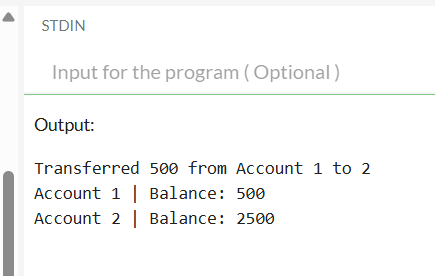 STDIN
Input for the program ( Optional )
Output:
Transferred 500 from Account 1 to 2
Account 1 | Balance: 500
Account 2 | Balance: 2500